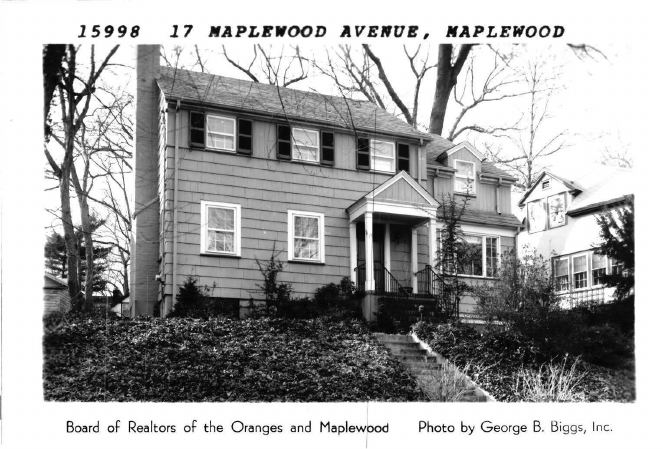 15998 17 MAPLEWOOD AVENUE, MAPLEWOOD
Board of Realtors of the Oranges and Maplewood Photo by George B. Biggs, Inc.